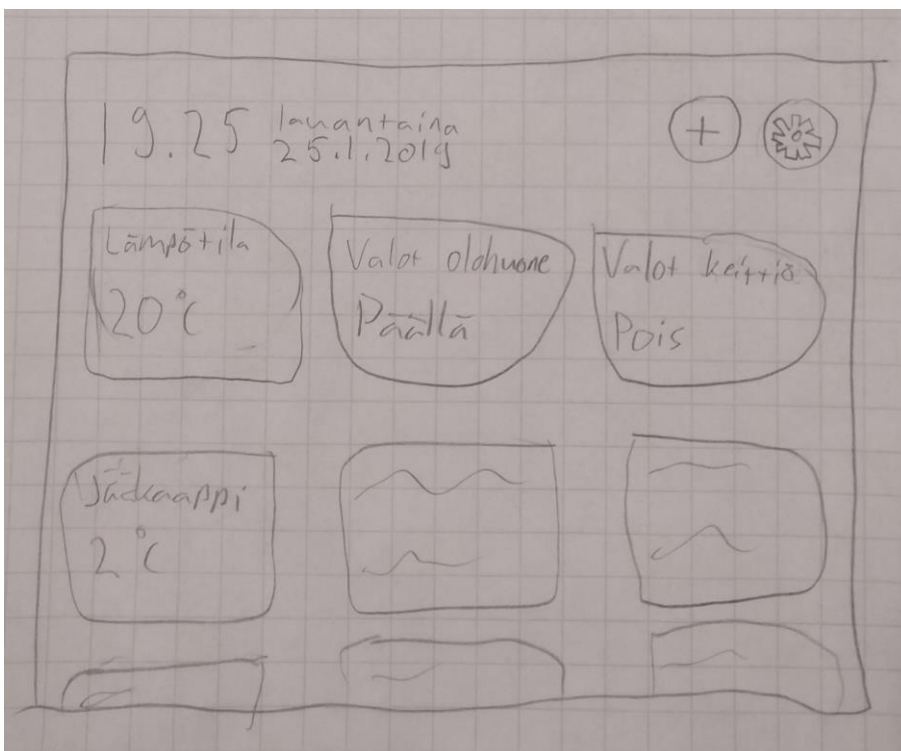 19.25 lauantaina
25.1.2019
+
Lämpötila
20°C
Valot olohuone
Päällä
Valot keittiö
Pois
Jääkaappi
2°C